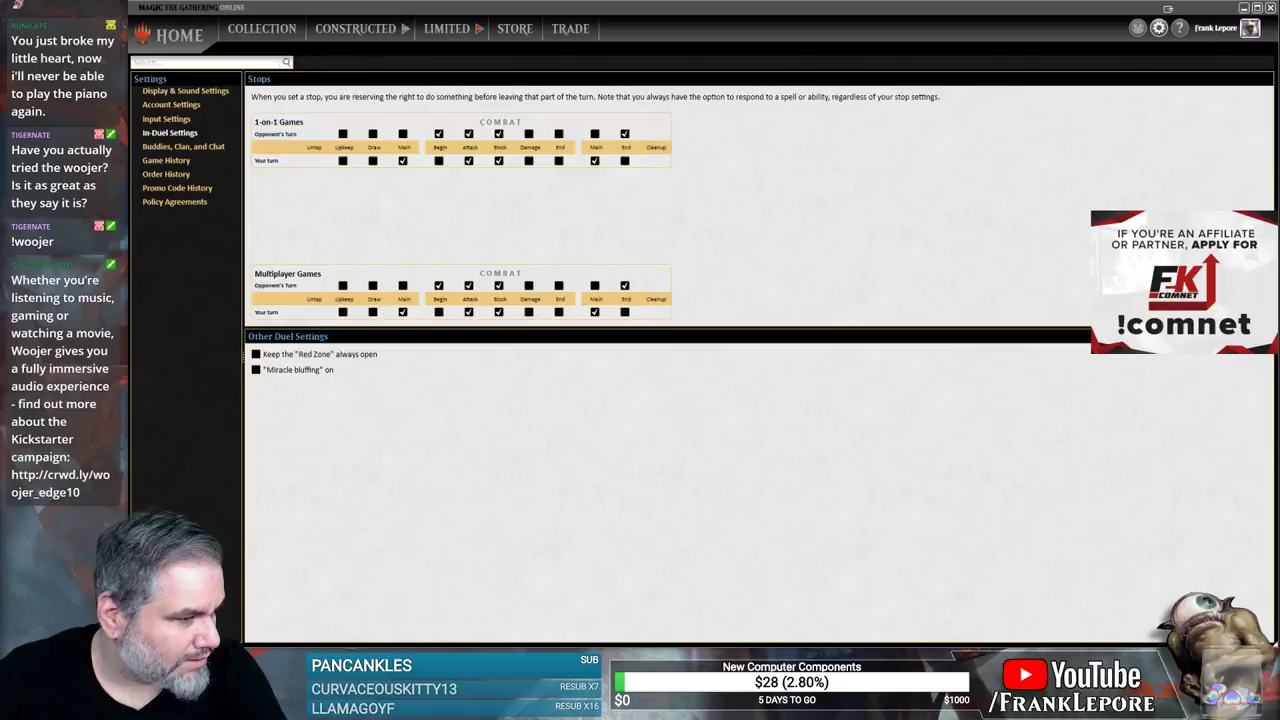 RUNICAPE
You just broke my
little heart, now
i'll never be able
to play the piano
again.
TIGERNATE
Have you actually
tried the woojer?
Is it as great as
they say it is?
TIGERNATE
!woojer
Whether you're
listening to music,
gaming or
watching a movie,
Woojer gives you
a fully immersive
audio experience
- find out more
about the
Kickstarter
campaign:
http://crwd.ly/wo
ojer_edge10
MAGIC THE GATHERING ONLINE
HOME
COLLECTION
CONSTRUCTED
LIMITED
STORE
TRADE
Frank Lepore
Search...
Settings
Display & Sound Settings
Account Settings
Input Settings
In-Duel Settings
Buddies, Clan, and Chat
Game History
Order History
Promo Code History
Policy Agreements
Stops
When you set a stop, you are reserving the right to do something before leaving that part of the turn. Note that you always have the option to respond to a spell or ability, regardless of your stop settings.
1-on-1 Games
COMBAT
Opponent's Turn
Untap Upkeep Draw Main Begin Attack Block Damage End Main End Cleanup
Your turn
Multiplayer Games
COMBAT
Opponent's Turn
Untap Upkeep Draw Main Begin Attack Block Damage End Main End Cleanup
Your turn
Other Duel Settings
Keep the "Red Zone" always open
"Miracle bluffing" on
IF YOU'RE AN AFFILIATE
OR PARTNER, APPLY FOR
COMNET
!comnet
PANCANKLES SUB
CURVACEOUSKITTY13 RESUB X7
LLAMAGOYF RESUB X16
New Computer Components
$28 (2.80%)
$0 5 DAYS TO GO $1000
YouTube
/FRANKLEPORE